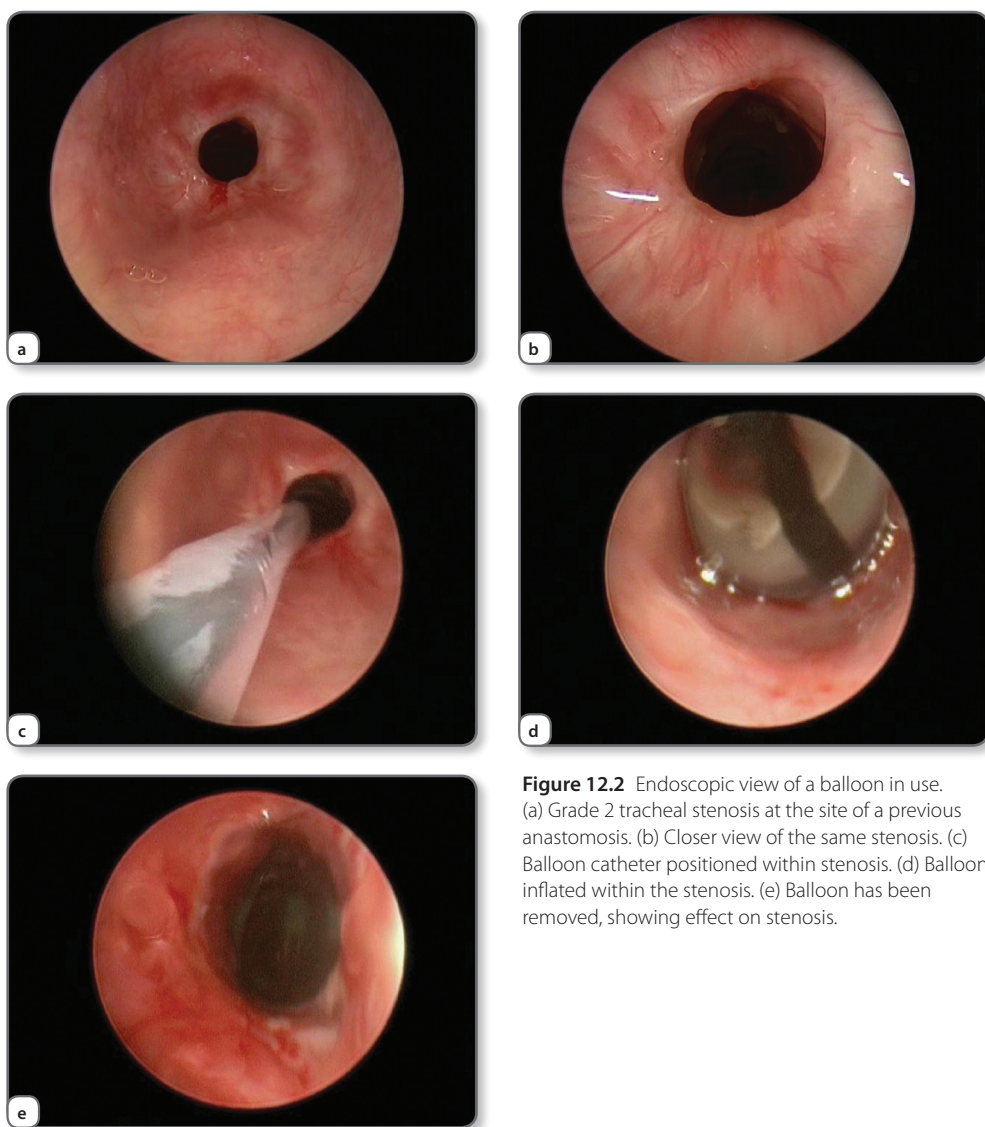 a
b
c
d
e
Figure 12.2 Endoscopic view of a balloon in use.
(a) Grade 2 tracheal stenosis at the site of a previous
anastomosis. (b) Closer view of the same stenosis. (c)
Balloon catheter positioned within stenosis. (d) Balloon
inflated within the stenosis. (e) Balloon has been
removed, showing effect on stenosis.